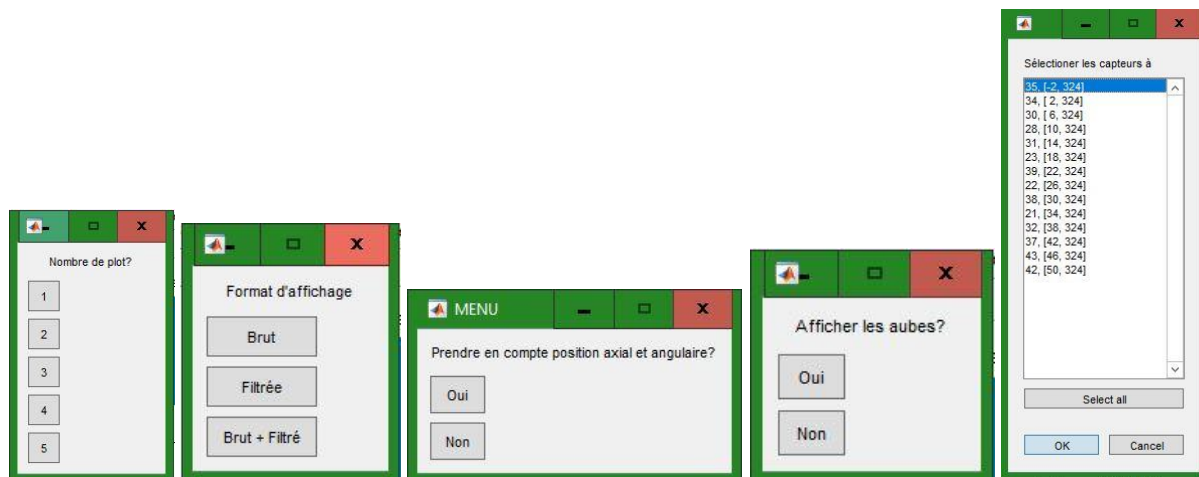 Nombre de plot?
1
2
3
4
5
Format d'affichage
Brut
Filtrée
Brut + Filtré
MENU
Prendre en compte position axial et angulaire?
Oui
Non
Afficher les aubes?
Oui
Non
Sélectioner les capteurs à
35, [-2, 324]
34, [ 2, 324]
30, [ 6, 324]
28, [10, 324]
31, [14, 324]
23, [18, 324]
39, [22, 324]
22, [26, 324]
38, [30, 324]
21, [34, 324]
32, [38, 324]
37, [42, 324]
43, [46, 324]
42, [50, 324]
Select all
OK Cancel